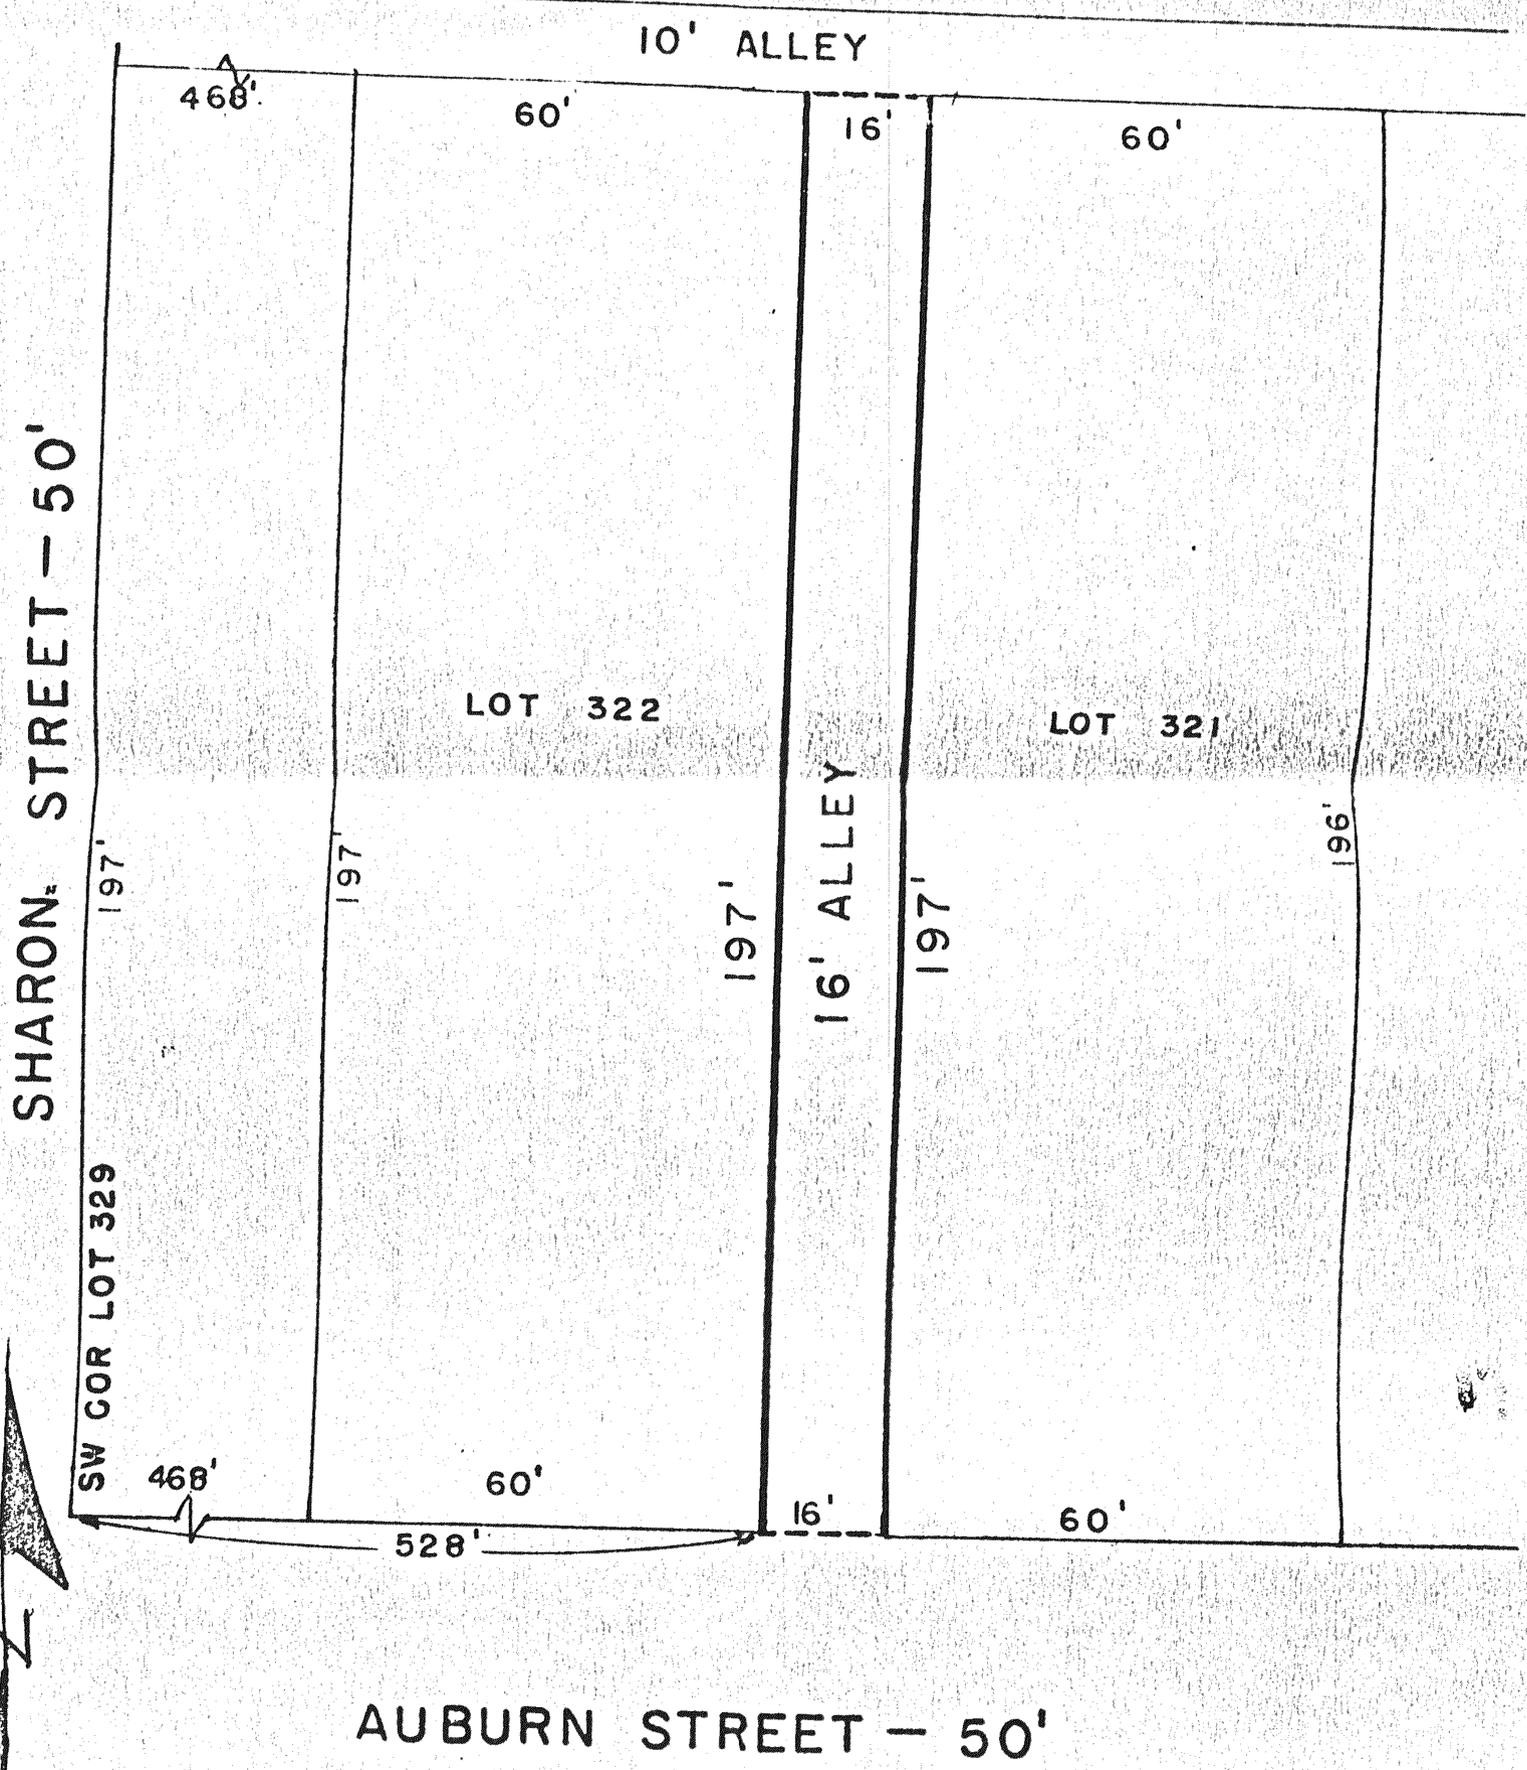 10' ALLEY
468'
60'
16'
60'
SHARON STREET — 50'
LOT 322
LOT 321
16' ALLEY
197'
197'
197'
197'
196'
SW COR LOT 329
468'
60'
16'
60'
528'
AUBURN STREET — 50'